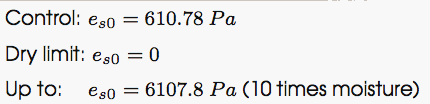 Control: eₛ₀ = 610.78 Pa
Dry limit: eₛ₀ = 0
Up to: eₛ₀ = 6107.8 Pa (10 times moisture)